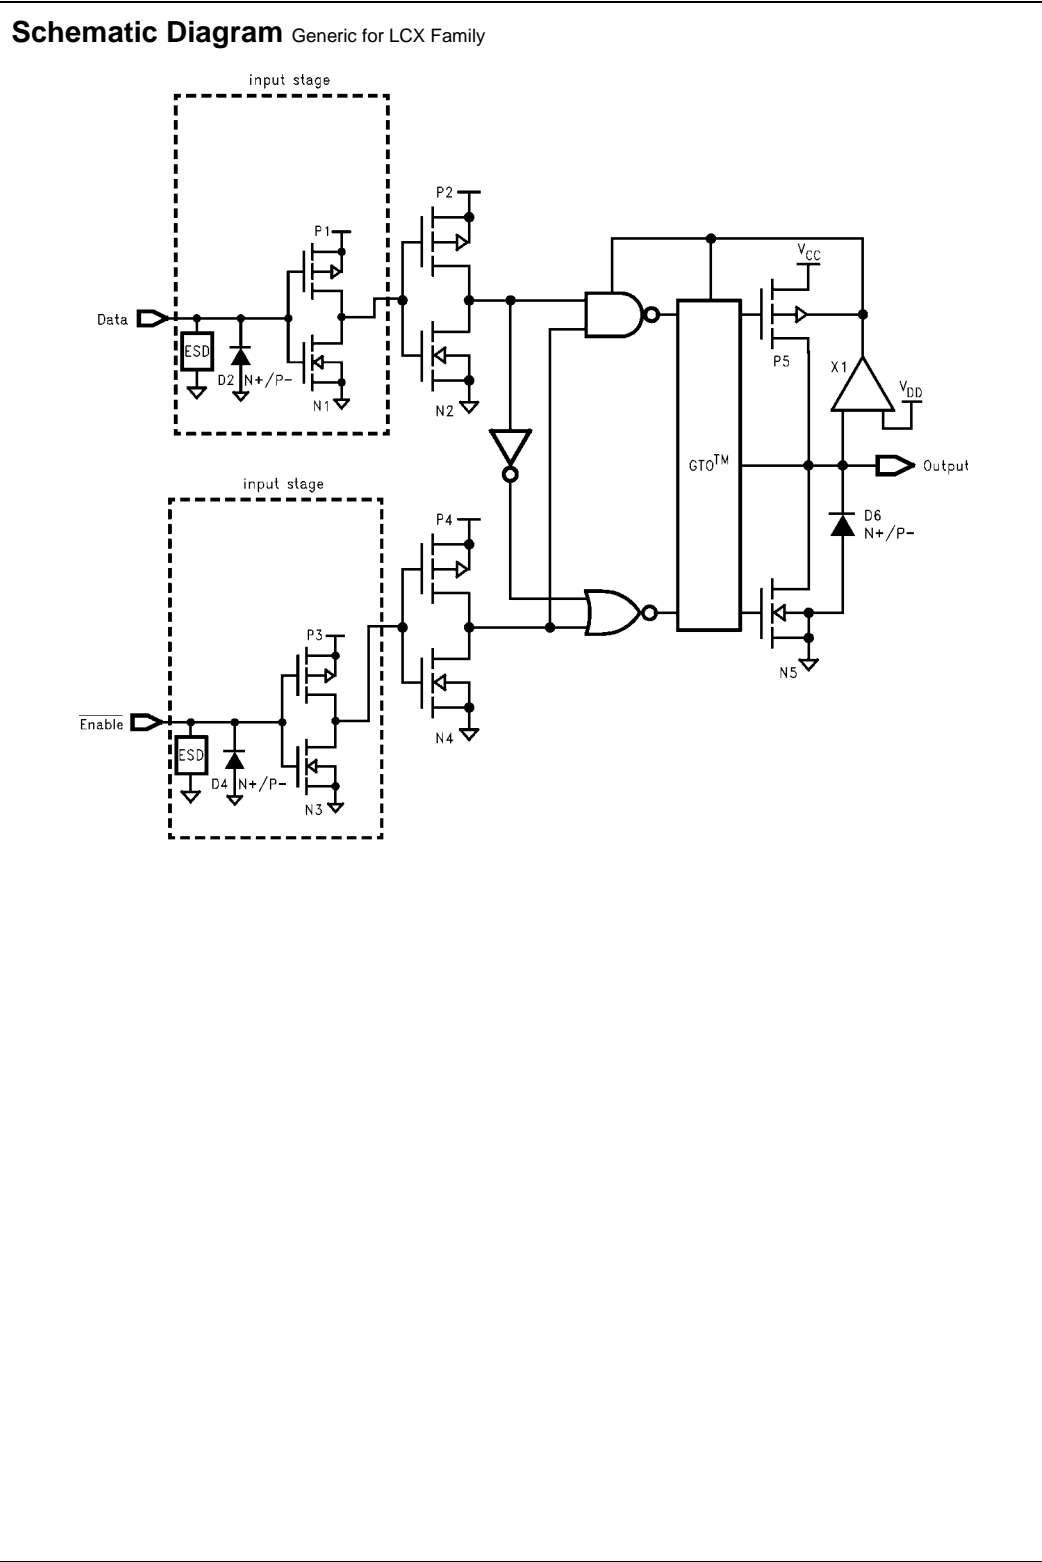 Schematic Diagram Generic for LCX Family
input stage
P2
P1
VCC
Data
ESD
D2 N+/P-
N1
N2
P5
X1
VDD
GTO™
Output
input stage
P4
D6
N+/P-
P3
N5
Enable
ESD
D4 N+/P-
N3
N4